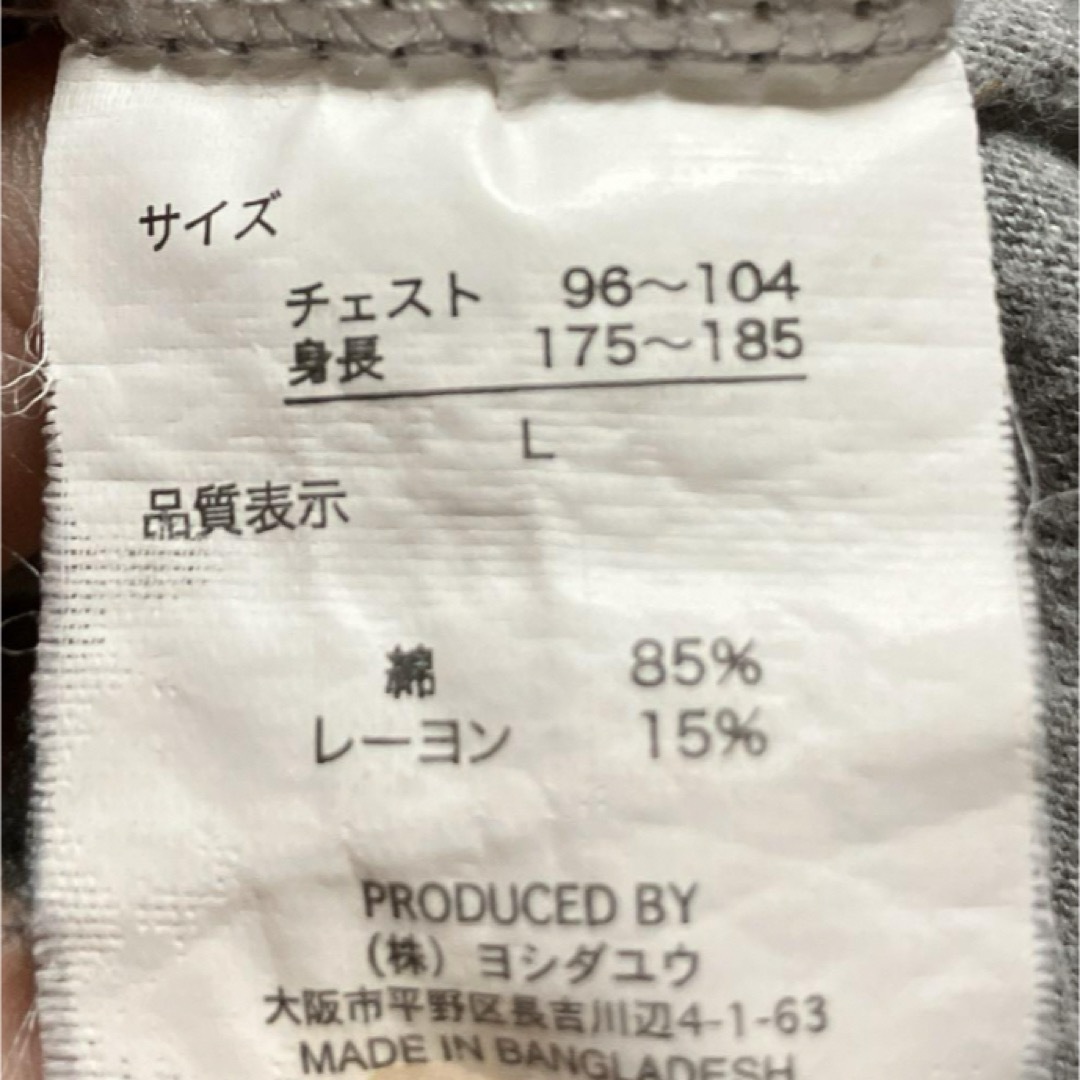 サイズ
チェスト 96～104
身長 175～185
L
品質表示
綿 85%
レーヨン 15%
PRODUCED BY
（株）ヨシダユウ
大阪市平野区長吉川辺4-1-63
MADE IN BANGLADESH